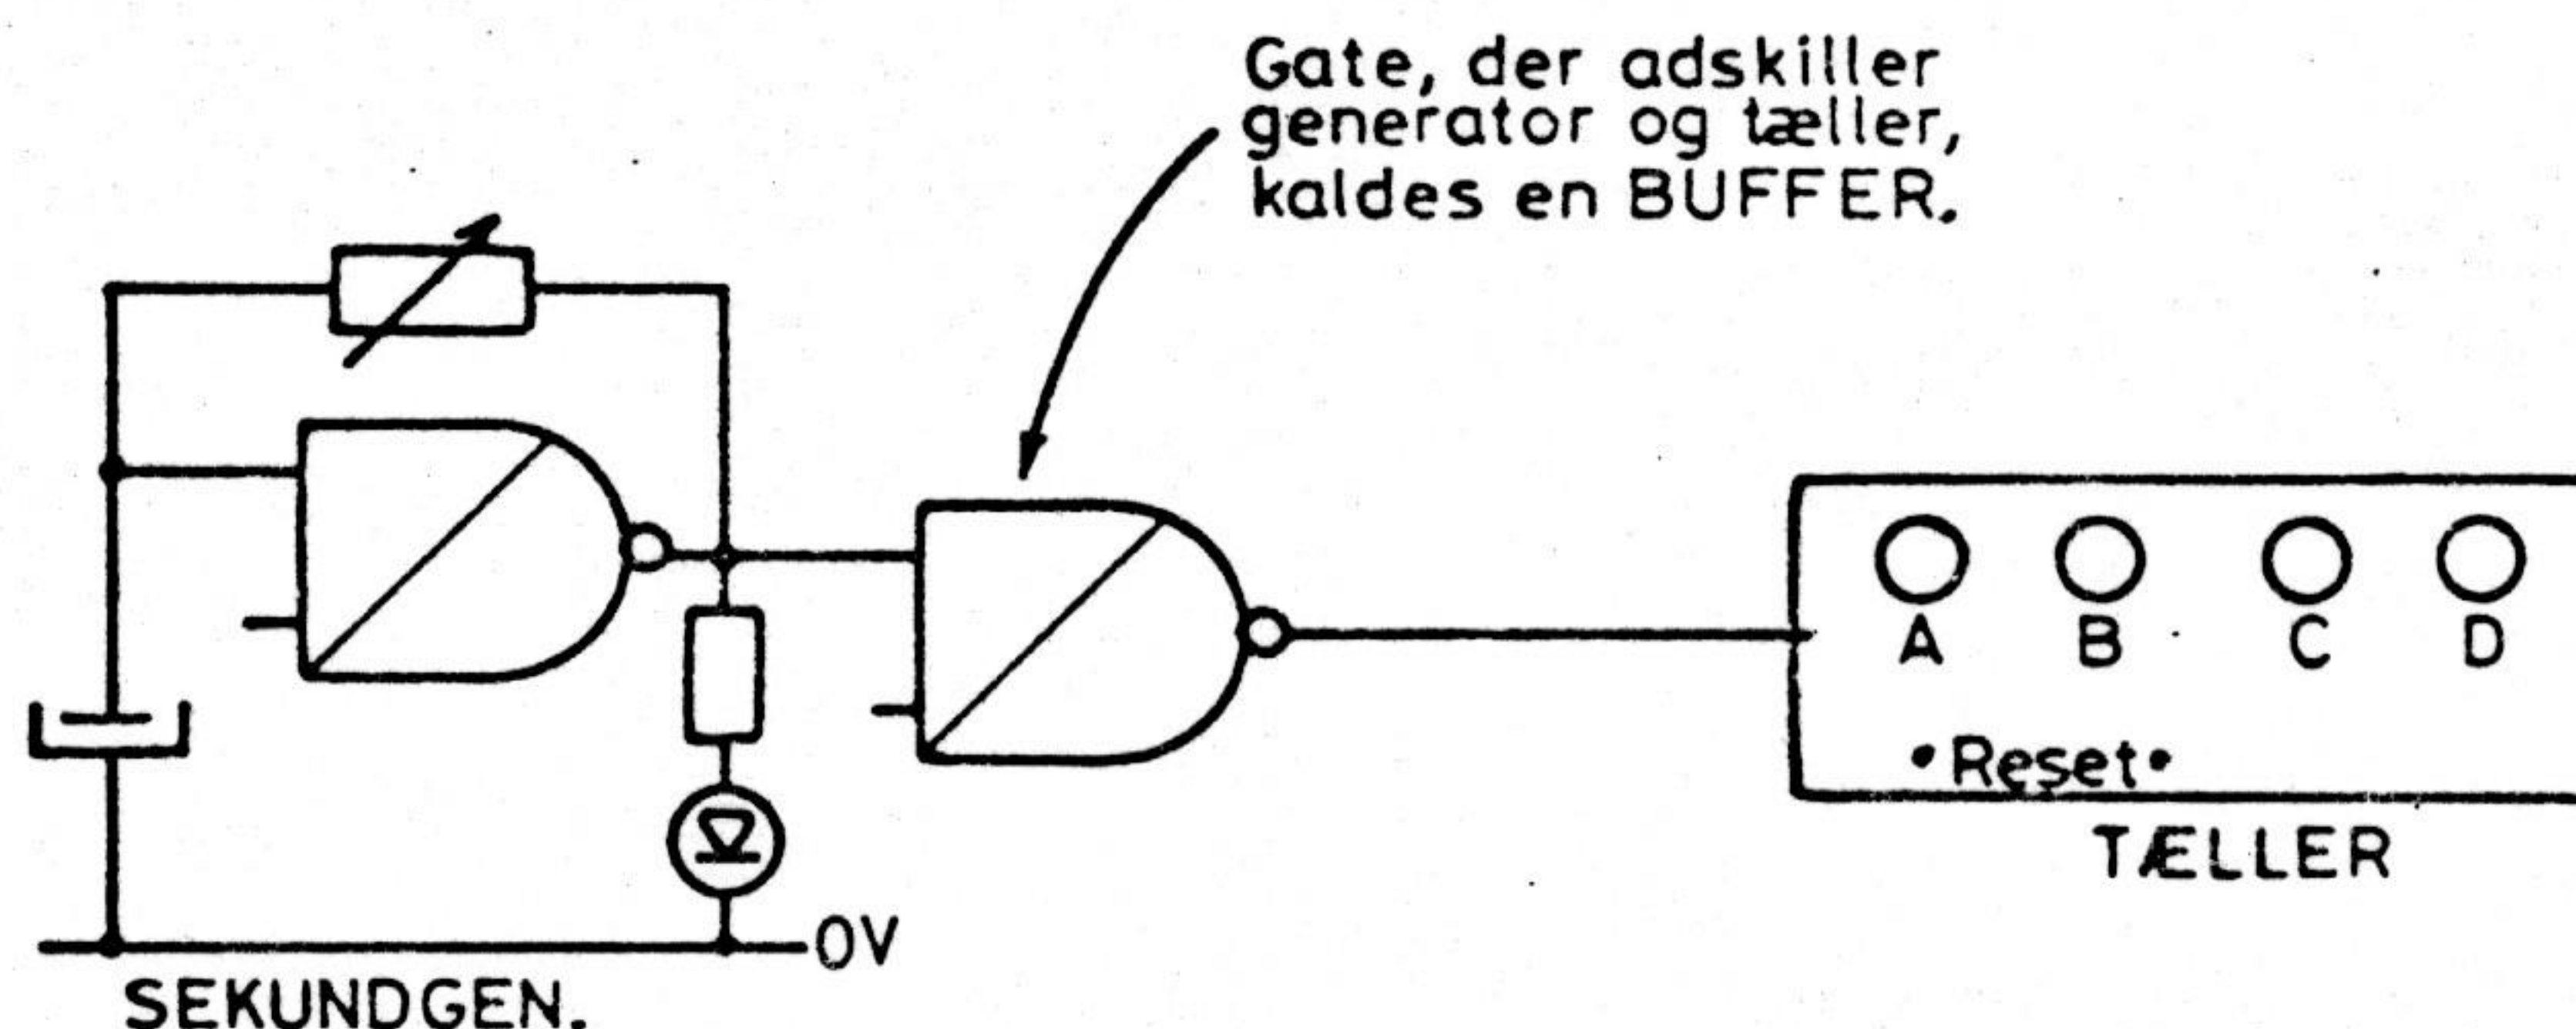 Gate, der adskiller
generator og tæller,
kaldes en BUFFER.
A B C D
•Reset•
TÆLLER
0V
SEKUNDGEN.